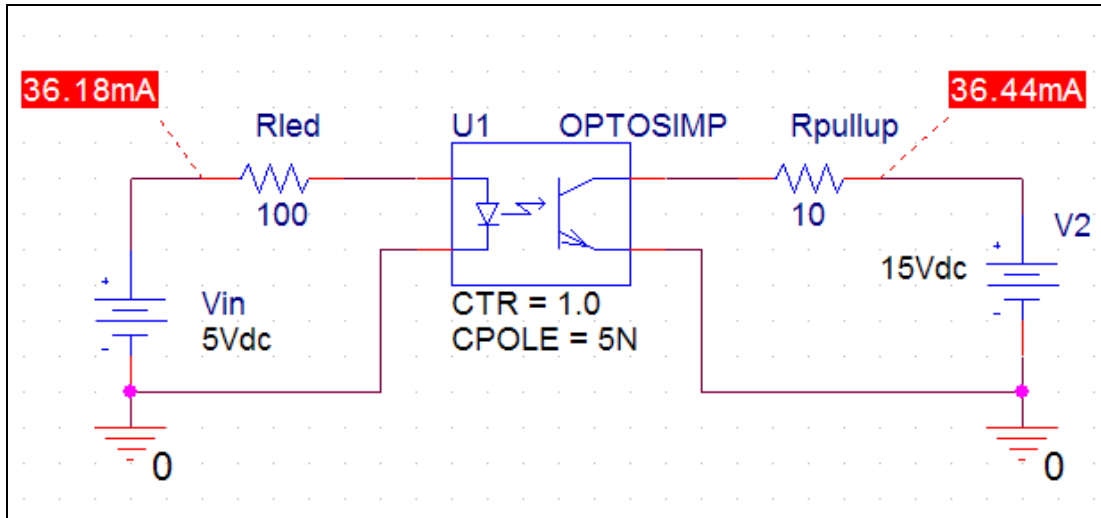 36.18mA
36.44mA
Rled
U1
OPTOSIMP
Rpullup
100
10
V2
+
+
15Vdc
Vin
CTR = 1.0
5Vdc
CPOLE = 5N
-
-
0
0